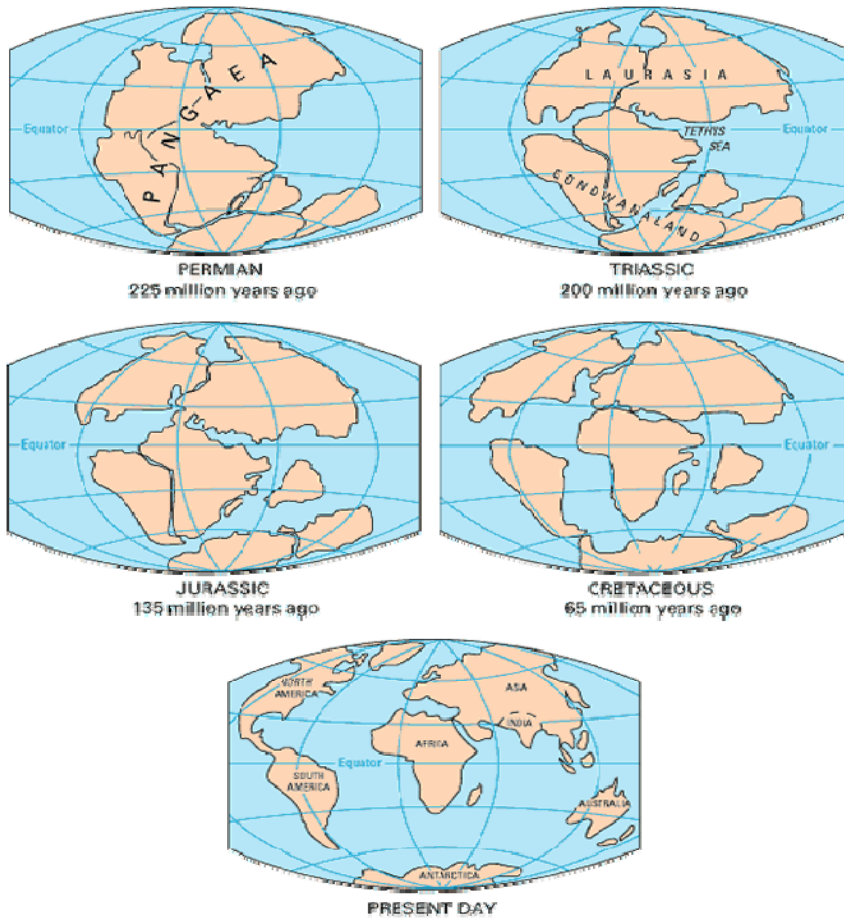 PANGAEA
Equator
PERMIAN
225 million years ago
LAURASIA
TETHYS
SEA
Equator
GONDWANALAND
TRIASSIC
200 million years ago
Equator
JURASSIC
135 million years ago
Equator
CRETACEOUS
65 million years ago
NORTH
AMERICA
ASIA
INDIA
AFRICA
Equator
SOUTH
AMERICA
AUSTRALIA
ANTARCTICA
PRESENT DAY